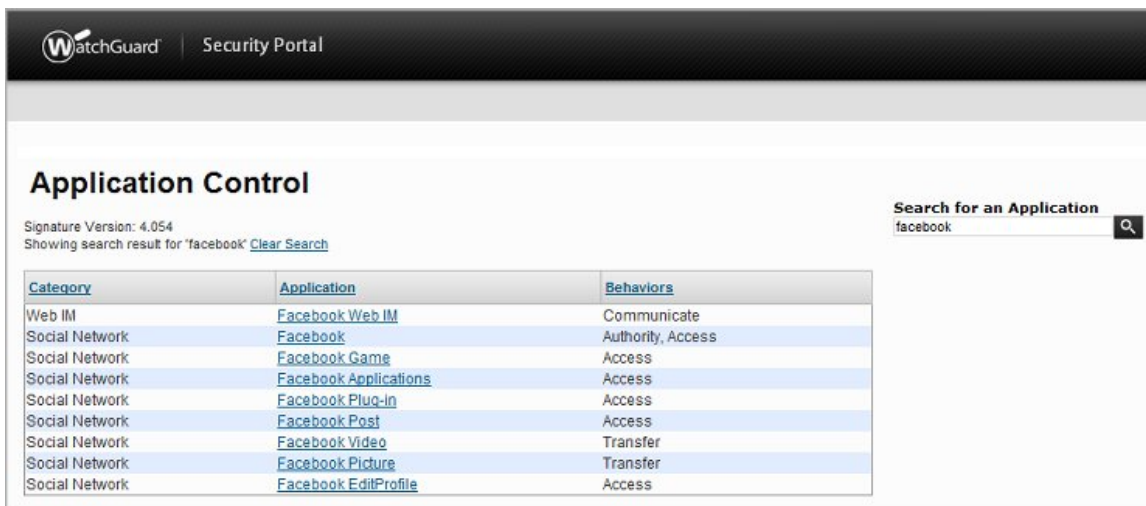 WatchGuard Security Portal
Application Control
Search for an Application
Signature Version: 4.054
facebook
Showing search result for 'facebook' Clear Search
Category Application Behaviors
Web IM Facebook Web IM Communicate
Social Network Facebook Authority, Access
Social Network Facebook Game Access
Social Network Facebook Applications Access
Social Network Facebook Plug-in Access
Social Network Facebook Post Access
Social Network Facebook Video Transfer
Social Network Facebook Picture Transfer
Social Network Facebook EditProfile Access